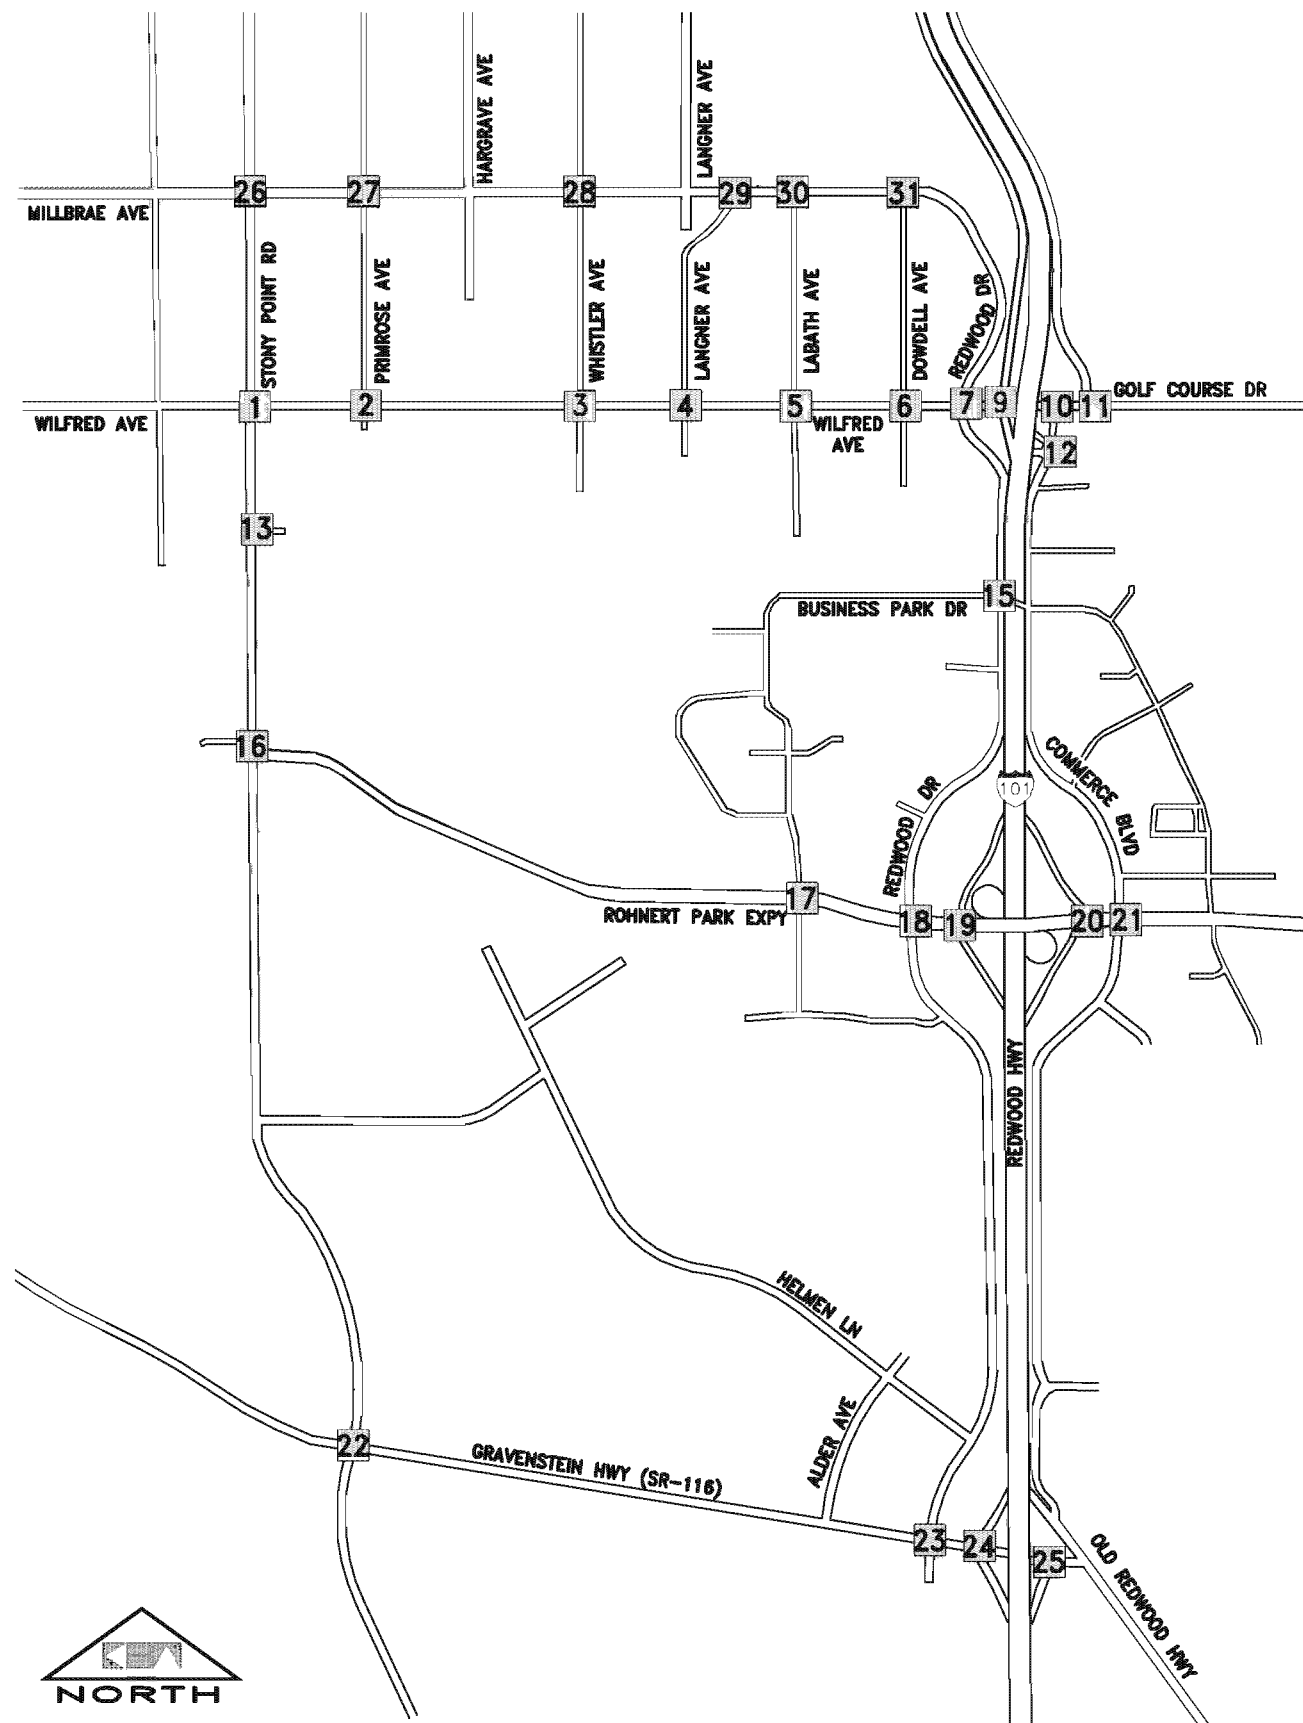 HARGRAVE AVE
LANGNER AVE
26
27
28
29
30
31
MILLBRAE AVE
STONY POINT RD
PRIMROSE AVE
WHISTLER AVE
LANGNER AVE
LABATH AVE
DOWDELL AVE
REDWOOD DR
1
2
3
4
5
6
7
9
10
11
GOLF COURSE DR
WILFRED AVE
WILFRED
AVE
12
13
15
BUSINESS PARK DR
16
COMMERCE BLVD
101
REDWOOD DR
17
ROHNERT PARK EXPY
18
19
20
21
REDWOOD HWY
HELMEN LN
ALDER AVE
22
GRAVENSTEIN HWY (SR-116)
23
24
25
OLD REDWOOD HWY
NORTH